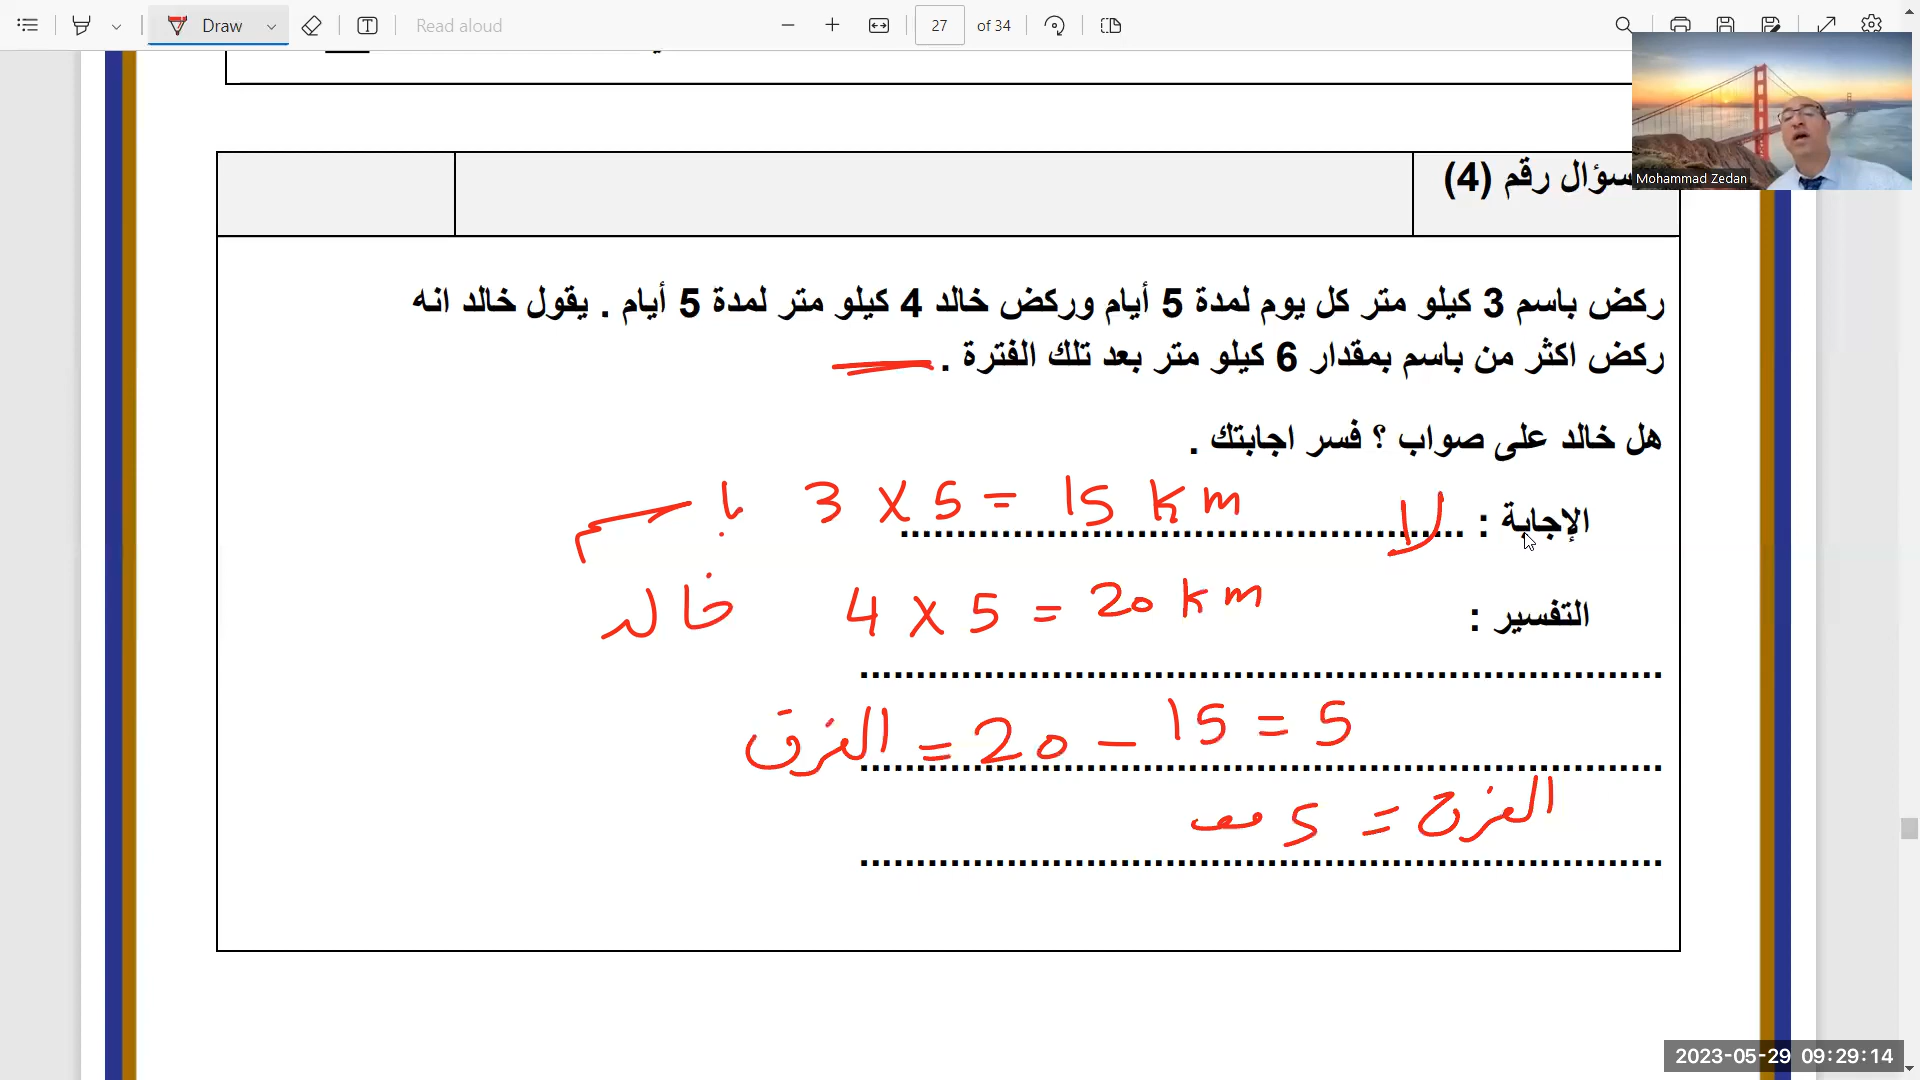 Draw
Read aloud
27
of 34
Mohammad Zedan
سؤال رقم (4)
ركض باسم 3 كيلو متر كل يوم لمدة 5 أيام وركض خالد 4 كيلو متر لمدة 5 أيام . يقول خالد انه
ركض اكثر من باسم بمقدار 6 كيلو متر بعد تلك الفترة .
هل خالد على صواب ؟ فسر اجابتك .
الإجابة : لا
باسم 3 X 5 = 15 km
التفسير :
خالد 4 X 5 = 20 km
الفرق = 20 - 15 = 5
الفرق = 5
2023-05-29 09:29:14